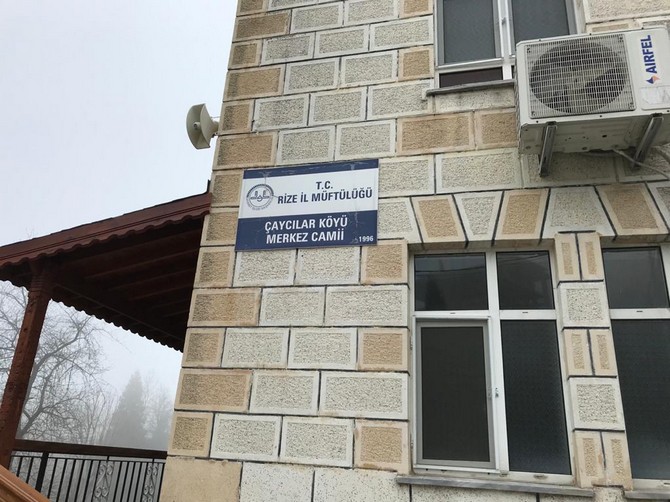 T.C.
RİZE İL MÜFTÜLÜĞÜ
ÇAYCILAR KÖYÜ
MERKEZ CAMİİ
1996
AIRFEL